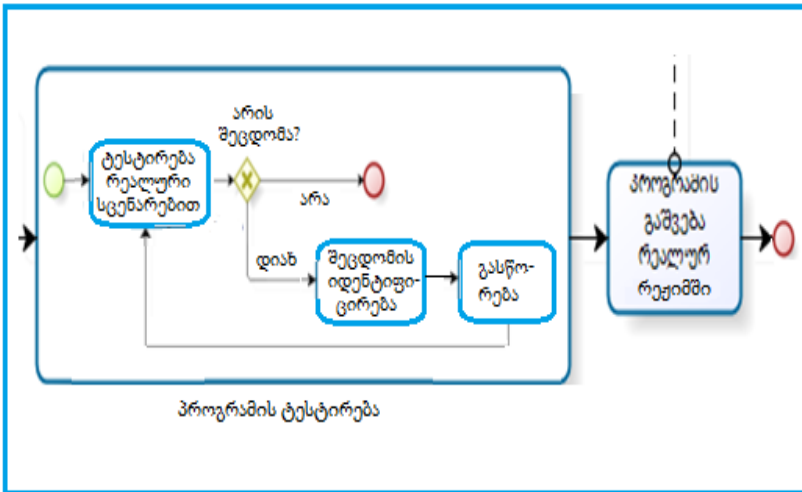 არის
შეცდომა?
ტესტირება
რეალური
სცენარებით
არა
დიახ
შეცდომის
იდენტიფი-
ცირება
გასწო-
რება
პროგრამის ტესტირება
პროგრამის
გაშვება
რეალურ
რეჟიმში